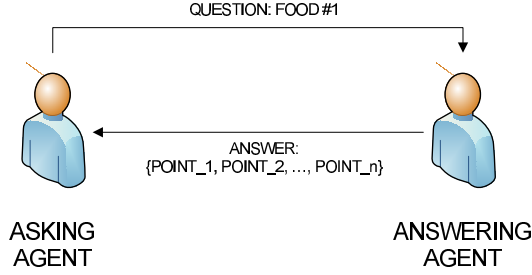 QUESTION: FOOD #1
ANSWER:
{POINT_1, POINT_2, ..., POINT_n}
ASKING
AGENT
ANSWERING
AGENT